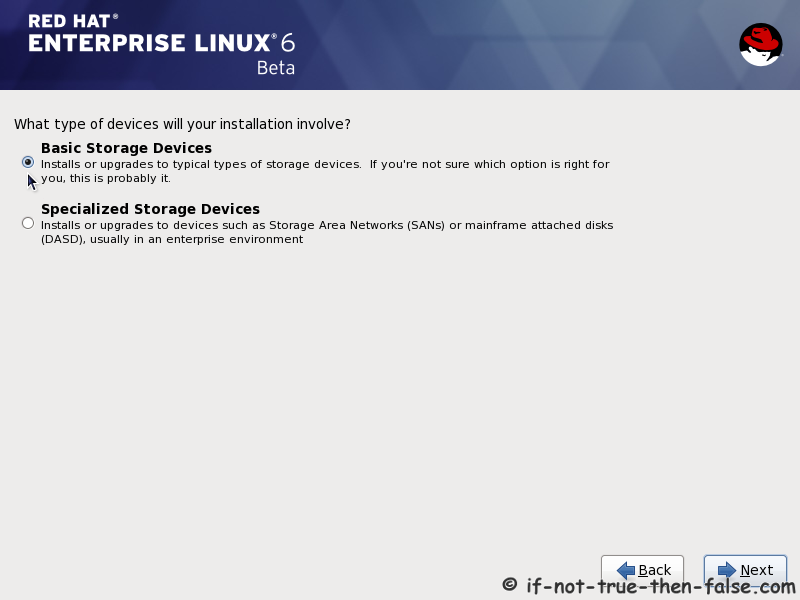 RED HAT®
ENTERPRISE LINUX® 6
Beta
What type of devices will your installation involve?
Basic Storage Devices
Installs or upgrades to typical types of storage devices.  If you're not sure which option is right for
you, this is probably it.
Specialized Storage Devices
Installs or upgrades to devices such as Storage Area Networks (SANs) or mainframe attached disks
(DASD), usually in an enterprise environment
Back Next
© if-not-true-then-false.com